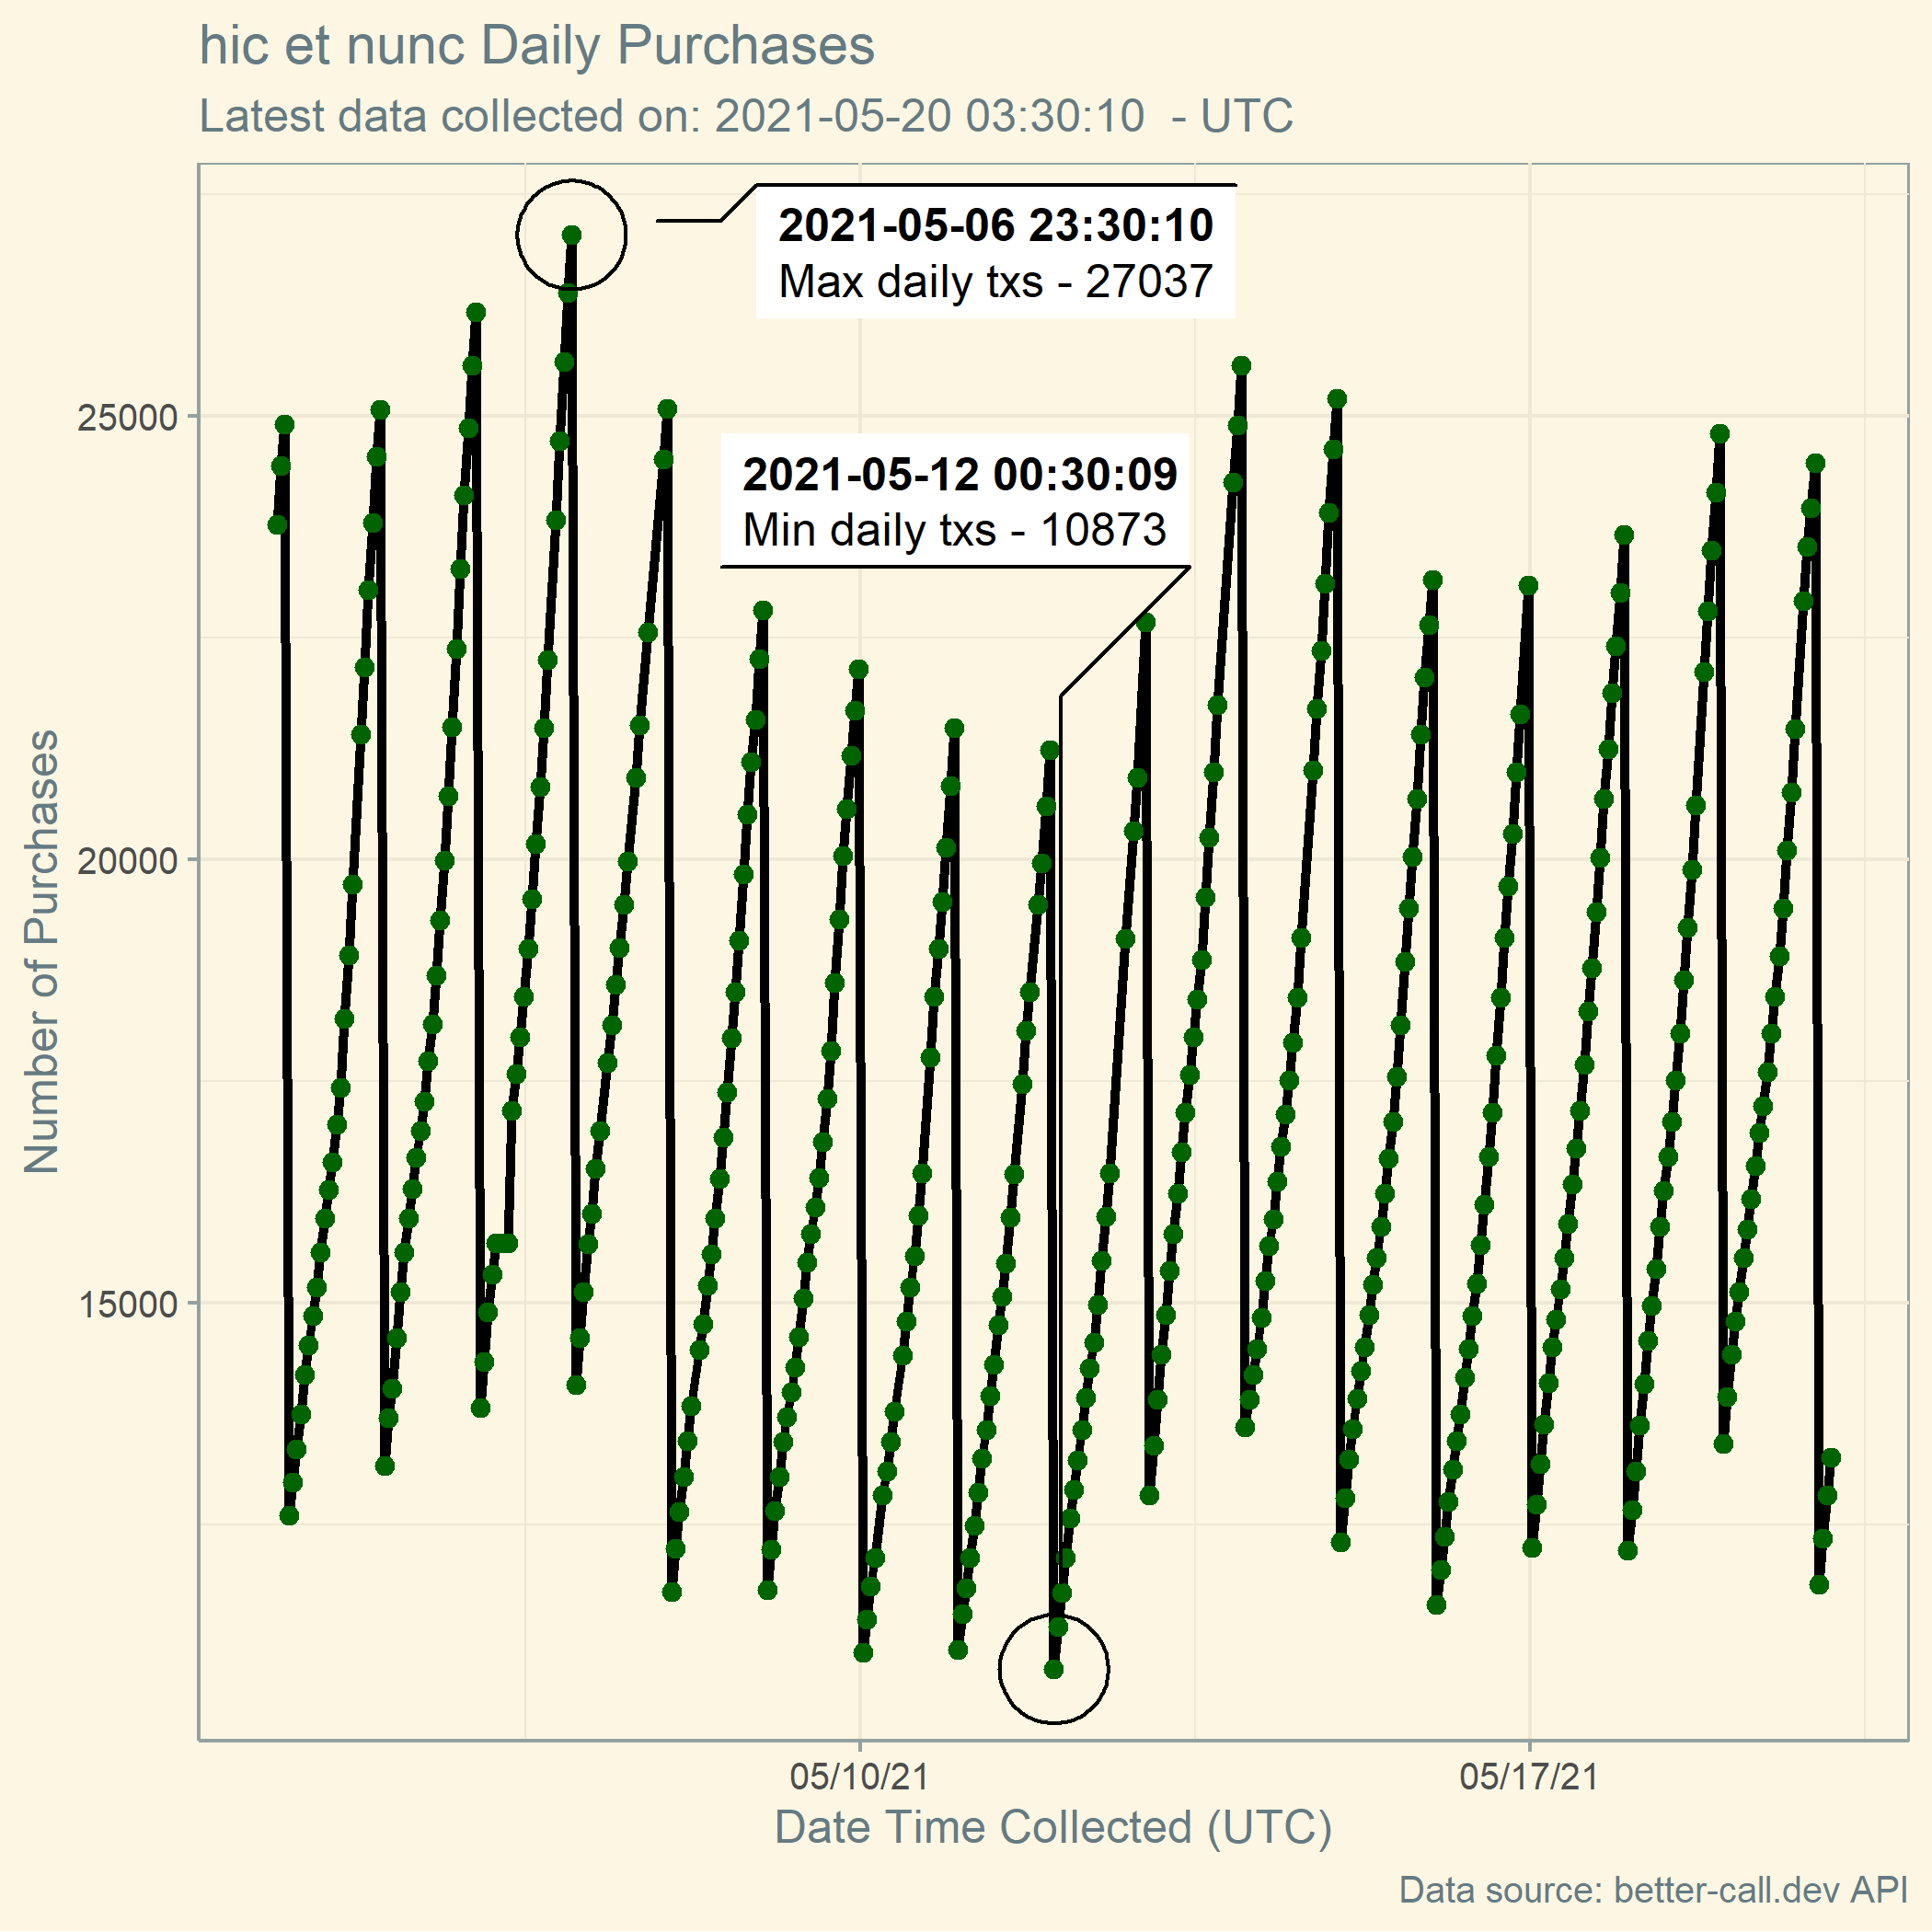 hic et nunc Daily Purchases
Latest data collected on: 2021-05-20 03:30:10  - UTC
2021-05-06 23:30:10
Max daily txs - 27037
25000
2021-05-12 00:30:09
Min daily txs - 10873
20000
15000
Number of Purchases
05/10/21
05/17/21
Date Time Collected (UTC)
Data source: better-call.dev API